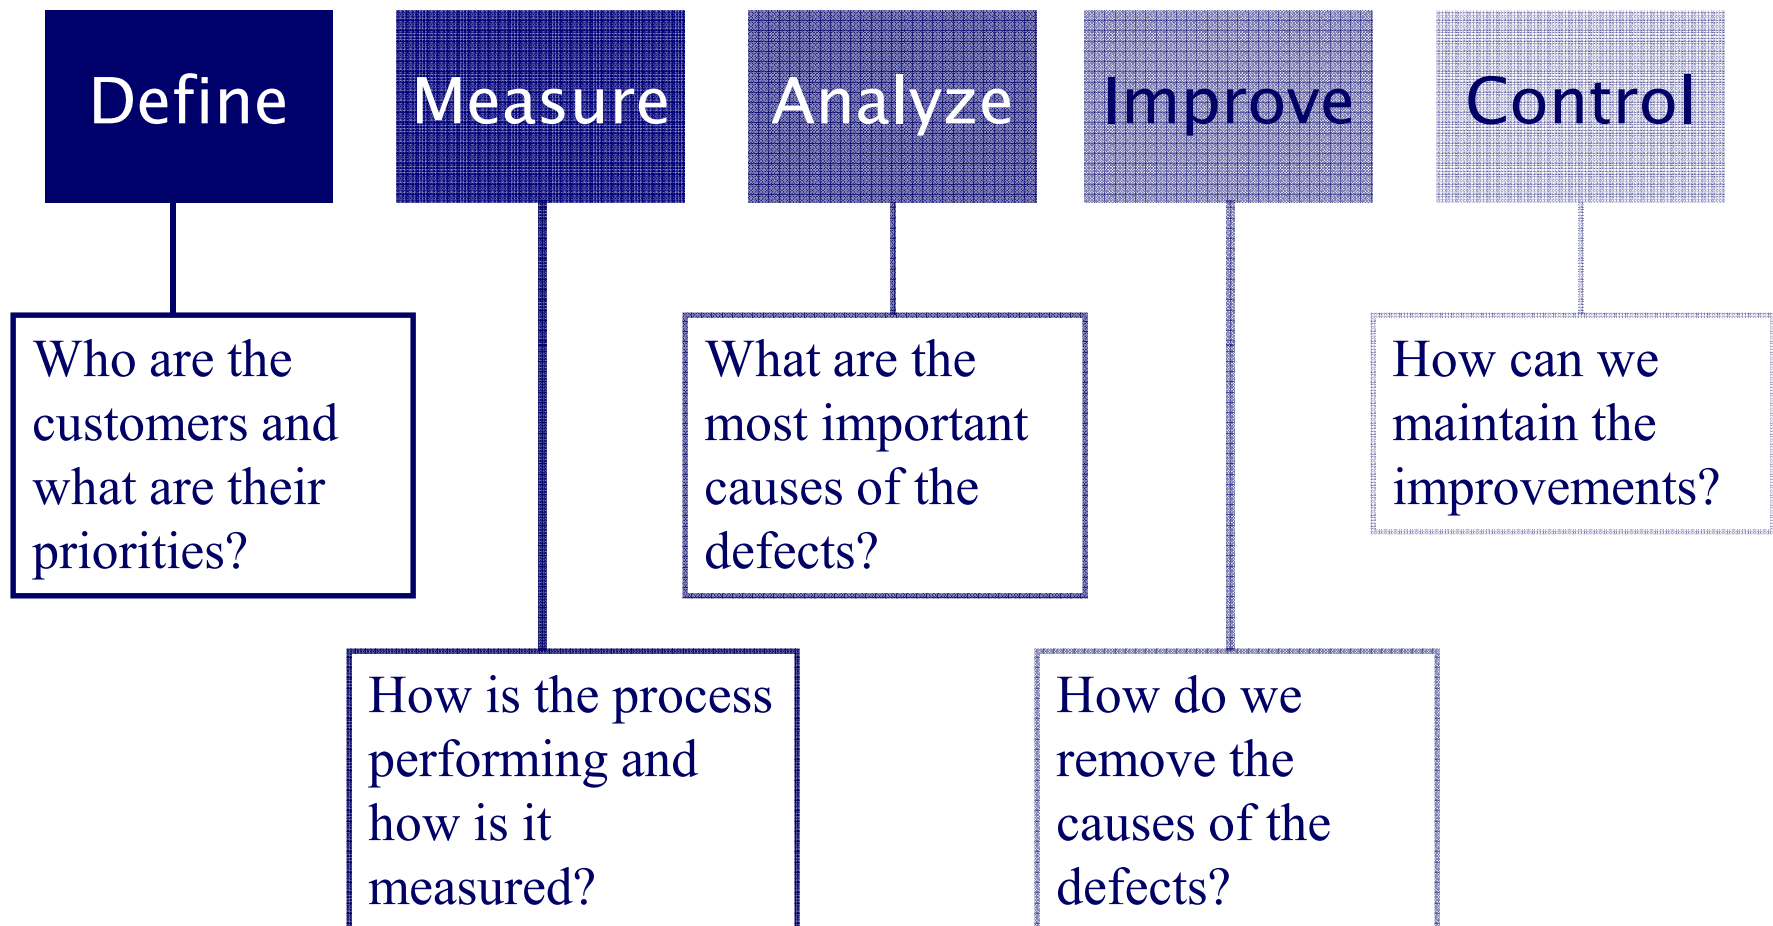 Define
Measure
Analyze
Improve
Control
Who are the
customers and
what are their
priorities?
What are the
most important
causes of the
defects?
How can we
maintain the
improvements?
How is the process
performing and
how is it
measured?
How do we
remove the
causes of the
defects?